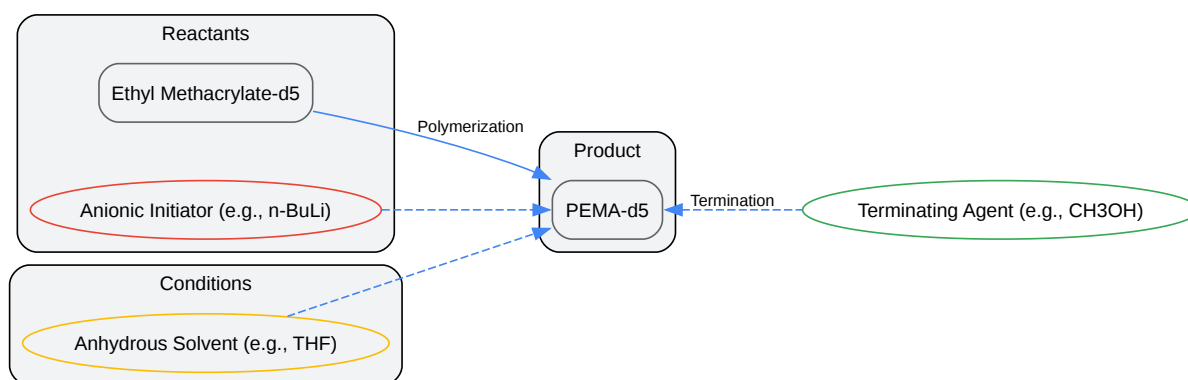 Reactants
Ethyl Methacrylate-d5
Polymerization
Anionic Initiator (e.g., n-BuLi)
Product
PEMA-d5
Termination
Terminating Agent (e.g., CH3OH)
Conditions
Anhydrous Solvent (e.g., THF)